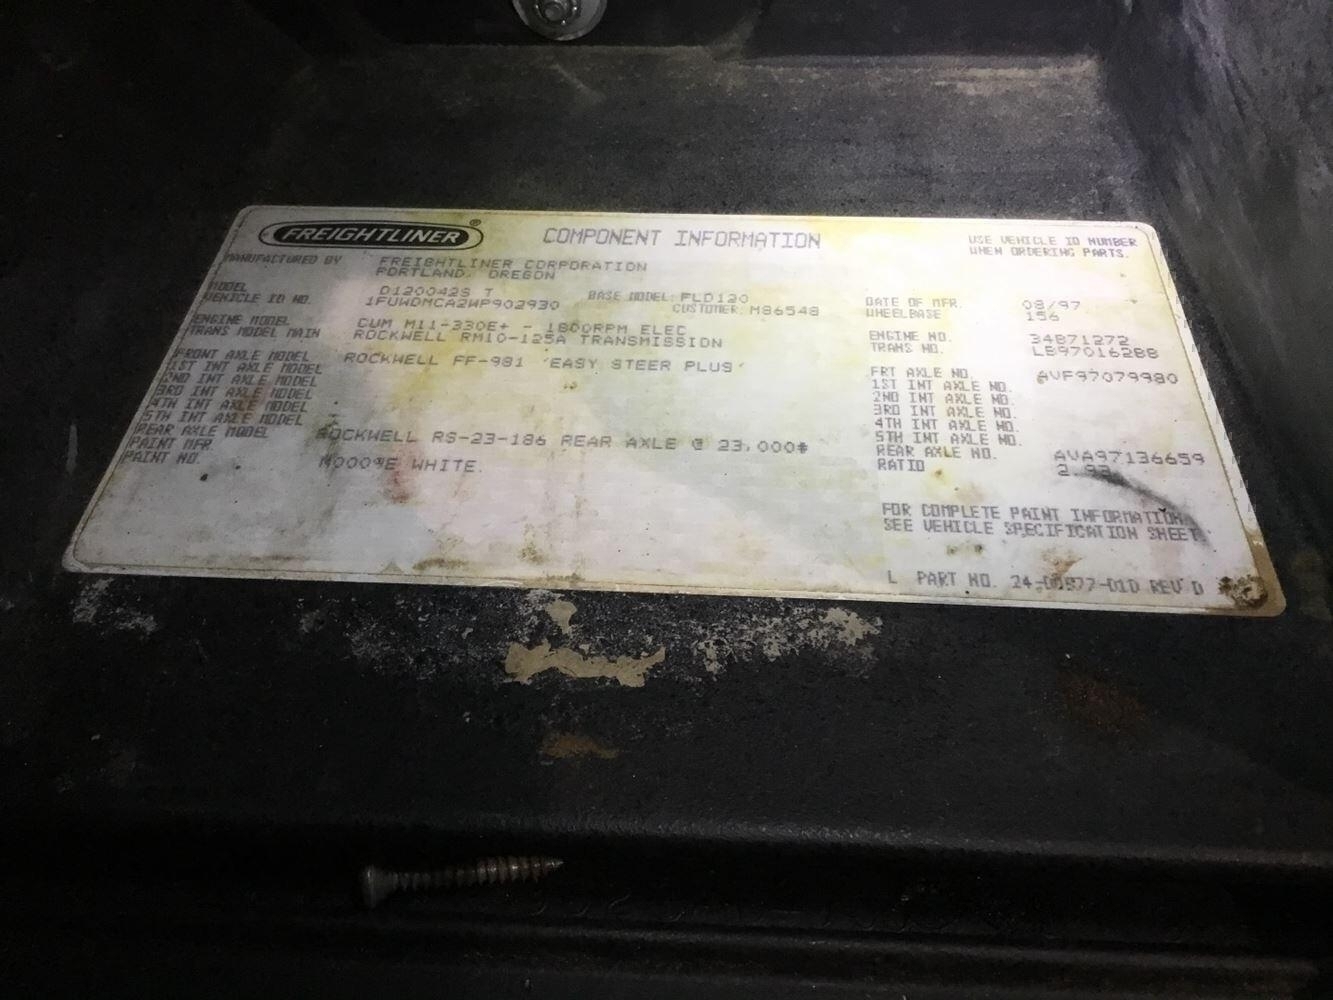 FREIGHTLINER® COMPONENT INFORMATION USE VEHICLE ID NUMBER
WHEN ORDERING PARTS.
MANUFACTURED BY FREIGHTLINER CORPORATION
PORTLAND, OREGON
MODEL D120042S T BASE MODEL: FLD120 DATE OF MFR. 08/97
VEHICLE ID NO. 1FUWDMCA2WP902930 CUSTOMER: M86548 WHEELBASE 156
ENGINE MODEL CUM M11-330E+ - 1800RPM ELEC ENGINE NO. 34871272
TRANS MODEL MAIN ROCKWELL RM10-125A TRANSMISSION TRANS NO. LB97016288
FRONT AXLE MODEL ROCKWELL FF-981 'EASY STEER PLUS' FRT AXLE NO. AVF97079980
1ST INT AXLE MODEL 1ST INT AXLE NO.
2ND INT AXLE MODEL 2ND INT AXLE NO.
3RD INT AXLE MODEL 3RD INT AXLE NO.
4TH INT AXLE MODEL 4TH INT AXLE NO.
5TH INT AXLE MODEL 5TH INT AXLE NO.
REAR AXLE MODEL ROCKWELL RS-23-186 REAR AXLE @ 23,000# REAR AXLE NO. AVA97136659
PAINT MFR. RATIO 2.93
PAINT NO. WHITE.
FOR COMPLETE PAINT INFORMATION
SEE VEHICLE SPECIFICATION SHEET
L PART NO. REV D